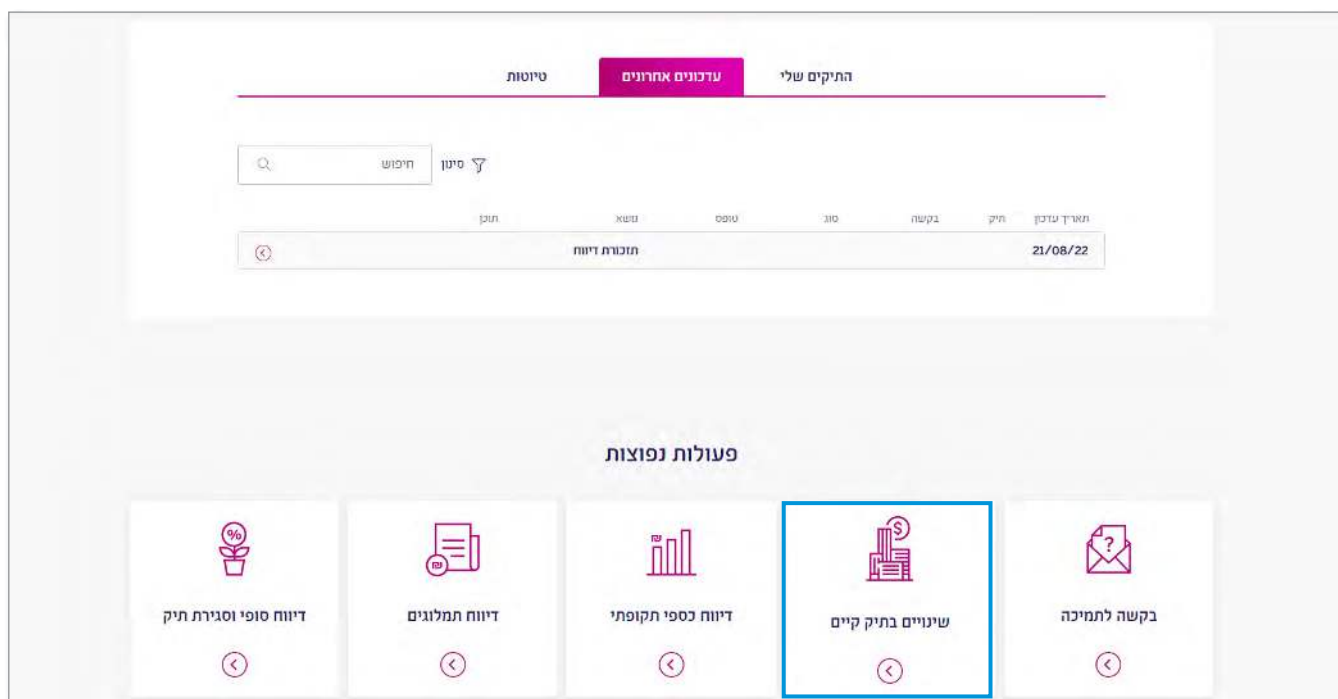 התיקים שלי עדכונים אחרונים טיוטות
סינון חיפוש
תאריך עדכון תיק בקשה סוג טופס נושא תוכן
21/08/22 תזכורת דיווח
פעולות נפוצות
בקשה לתמיכה שינויים בתיק קיים דיווח כספי תקופתי דיווח תמלוגים דיווח סופי וסגירת תיק